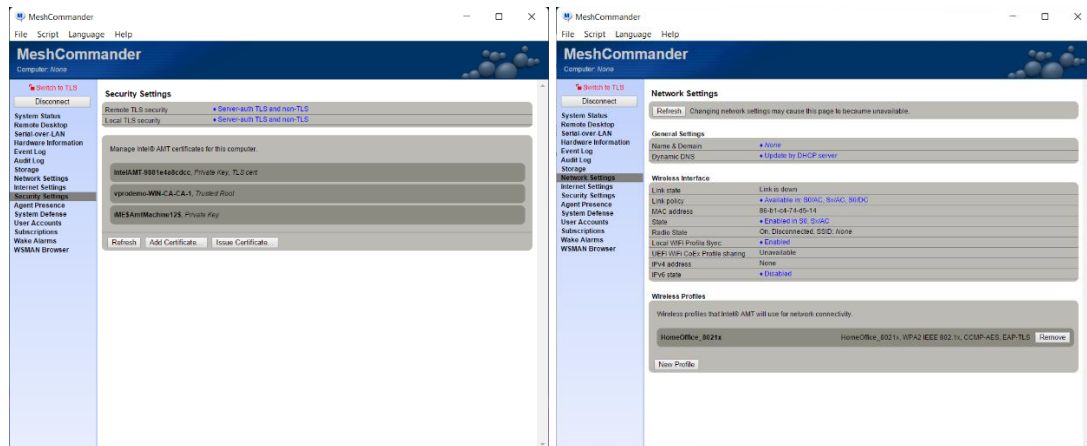 MeshCommander
File Script Language Help
MeshCommander
Computer: None
Switch to TLS
Disconnect
System Status
Remote Desktop
Serial-over-LAN
Hardware Information
Event Log
Audit Log
Storage
Network Settings
Internet Settings
Security Settings
Agent Presence
System Defense
User Accounts
Subscriptions
Wake Alarms
WSMAN Browser
Security Settings
Remote TLS security Server-auth TLS and non-TLS
Local TLS security Server-auth TLS and non-TLS
Manage Intel® AMT certificates for this computer.
IntelAMT-9881e4a8cdcc, Private Key, TLS cert
vprodemo-WIN-CA-CA-1, Trusted Root
iME$AmtMachine12$, Private Key
Refresh Add Certificate... Issue Certificate...
MeshCommander
File Script Language Help
MeshCommander
Computer: None
Switch to TLS
Disconnect
System Status
Remote Desktop
Serial-over-LAN
Hardware Information
Event Log
Audit Log
Storage
Network Settings
Internet Settings
Security Settings
Agent Presence
System Defense
User Accounts
Subscriptions
Wake Alarms
WSMAN Browser
Network Settings
Refresh Changing network settings may cause this page to becaume unavailable.
General Settings
Name & Domain None
Dynamic DNS Update by DHCP server
Wireless Interface
Link state Link is down
Link policy Available in: S0/AC, Sx/AC, S0/DC
MAC address 86-b1-c4-74-d5-14
State Enabled in S0, Sx/AC
Radio State On, Disconnected, SSID: None
Local WiFi Profile Sync Enabled
UEFI WiFi CoEx Profile sharing Unavailable
IPv4 address None
IPv6 state Disabled
Wireless Profiles
Wireless profiles that Intel® AMT will use for network connectivity.
HomeOffice_8021x HomeOffice_8021x, WPA2 IEEE 802.1x, CCMP-AES, EAP-TLS Remove
New Profile